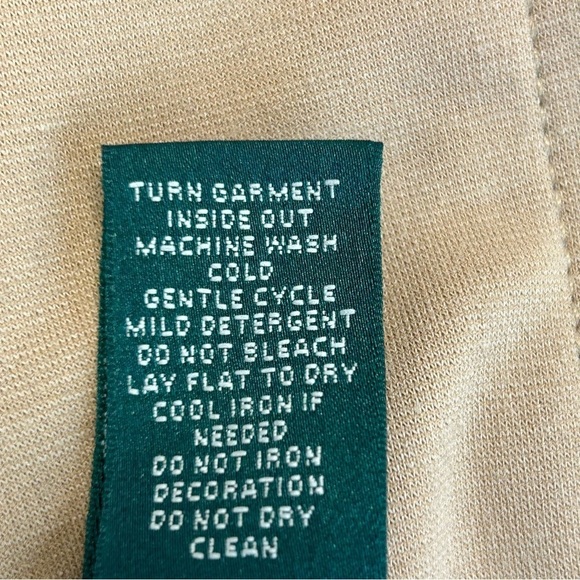 TURN GARMENT
INSIDE OUT
MACHINE WASH
COLD
GENTLE CYCLE
MILD DETERGENT
DO NOT BLEACH
LAY FLAT TO DRY
COOL IRON IF
NEEDED
DO NOT IRON
DECORATION
DO NOT DRY
CLEAN